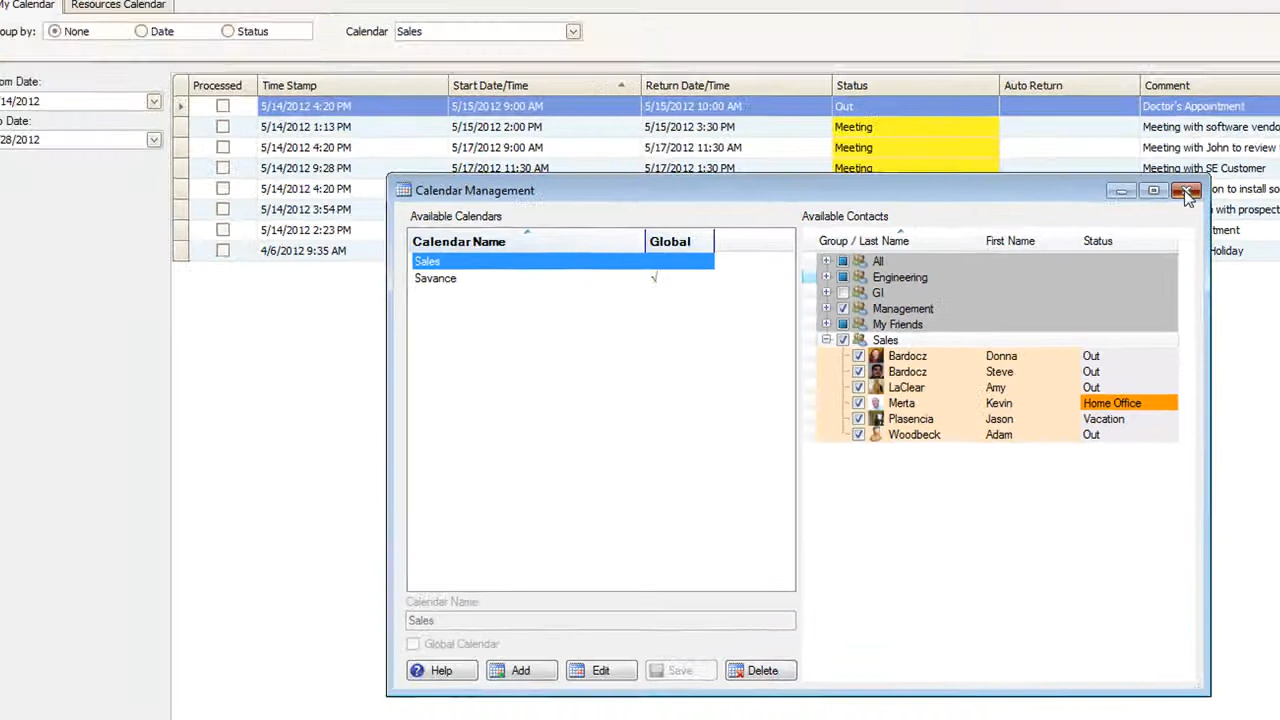 My Calendar Resources Calendar
oup by: None Date Status Calendar Sales
om Date:
14/2012
o Date:
28/2012
Processed Time Stamp Start Date/Time Return Date/Time Status Auto Return Comment
5/14/2012 4:20 PM 5/15/2012 9:00 AM 5/15/2012 10:00 AM Out Doctor's Appointment
5/14/2012 1:13 PM 5/15/2012 2:00 PM 5/15/2012 3:30 PM Meeting Meeting with software vendo
5/14/2012 4:20 PM 5/17/2012 9:00 AM 5/17/2012 11:30 AM Meeting Meeting with John to review
5/14/2012 9:28 PM 5/17/2012 11:30 AM 5/17/2012 1:30 PM Meeting Meeting with SE Customer
5/14/2012 4:20 PM on to install so
5/14/2012 3:54 PM with prospect
5/14/2012 2:23 PM tment
4/6/2012 9:35 AM Holiday
Calendar Management
Available Calendars
Calendar Name Global
Sales
Savance √
Calendar Name:
Sales
Global Calendar
Help Add Edit Save Delete
Available Contacts
Group / Last Name First Name Status
All
Engineering
GI
Management
My Friends
Sales
Bardocz Donna Out
Bardocz Steve Out
LaClear Amy Out
Merta Kevin Home Office
Plasencia Jason Vacation
Woodbeck Adam Out